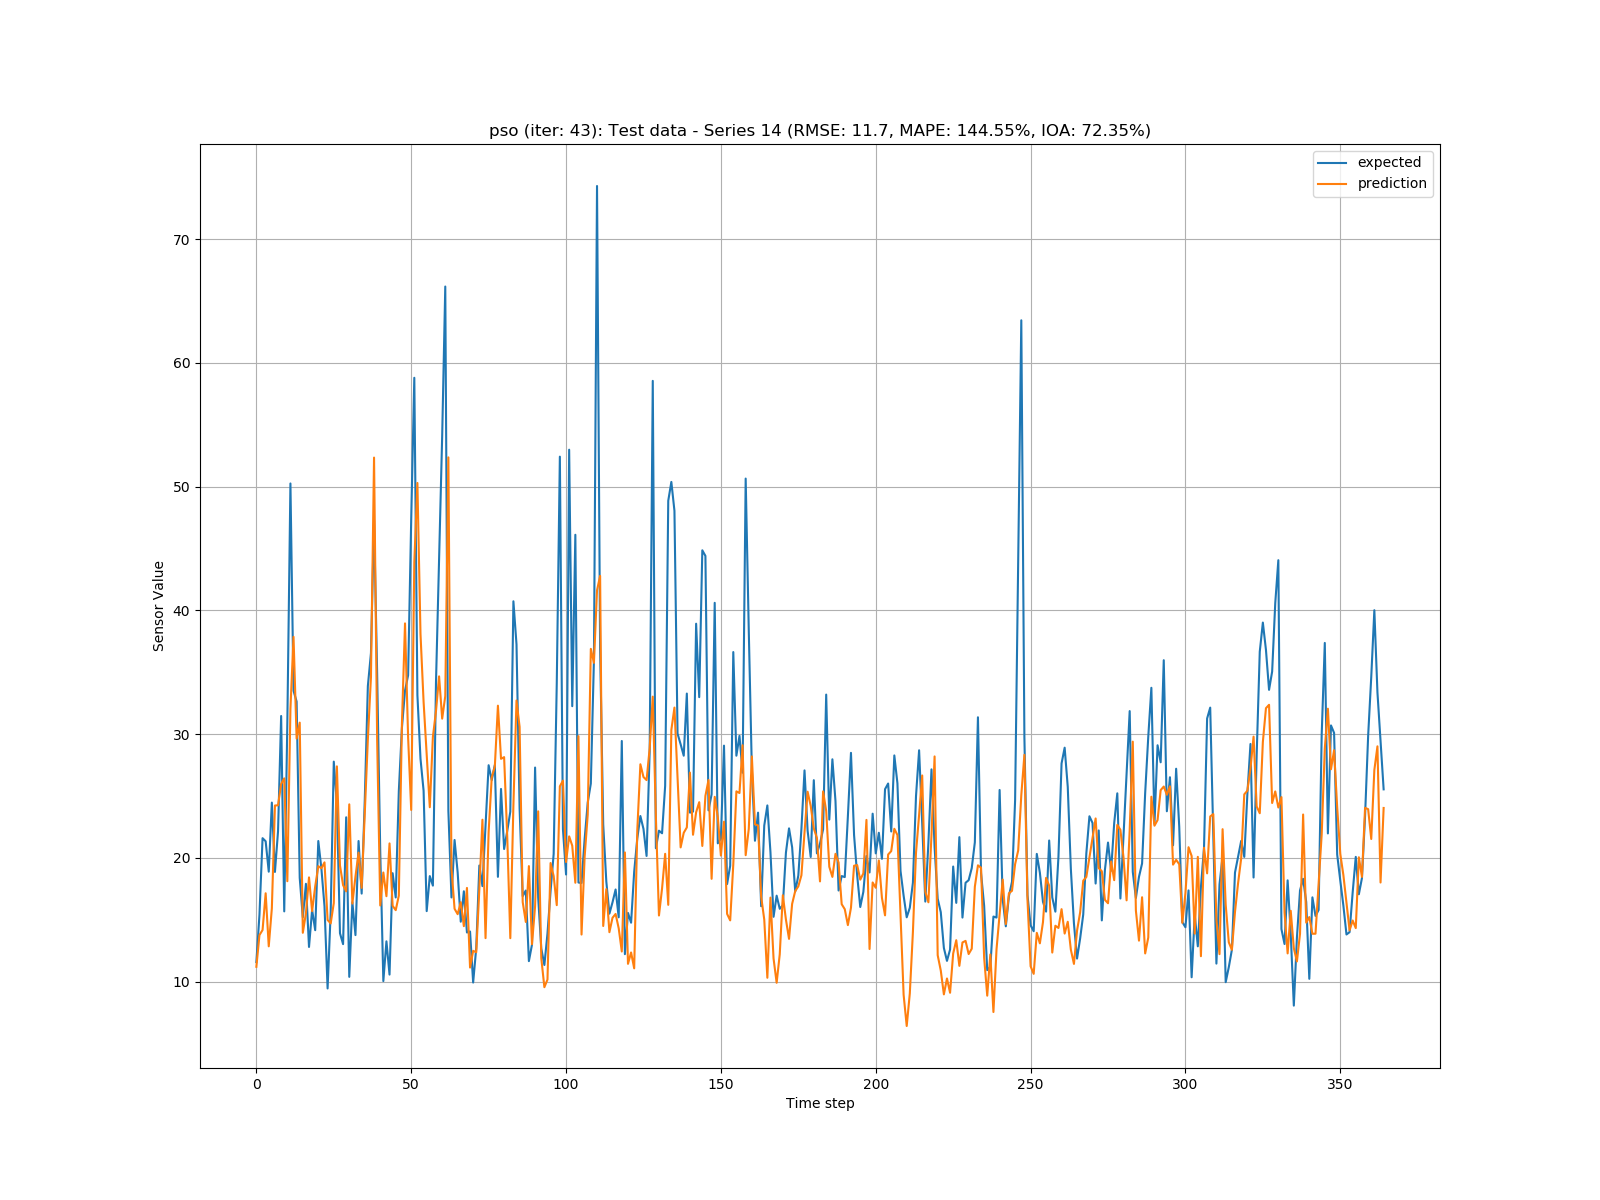 pso (iter: 43): Test data - Series 14 (RMSE: 11.7, MAPE: 144.55%, IOA: 72.35%)
expected
prediction
70
60
50
40
30
20
10
Sensor Value
0 50 100 150 200 250 300 350
Time step